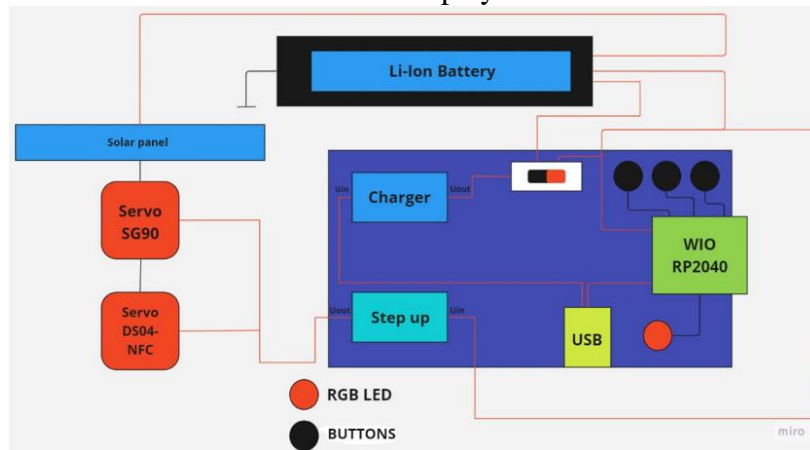 Li-Ion Battery
Solar panel
Servo
SG90
Servo
DS04-
NFC
Uin
Charger
Uout
WIO
RP2040
Uout
Step up
Uin
USB
RGB LED
BUTTONS
miro